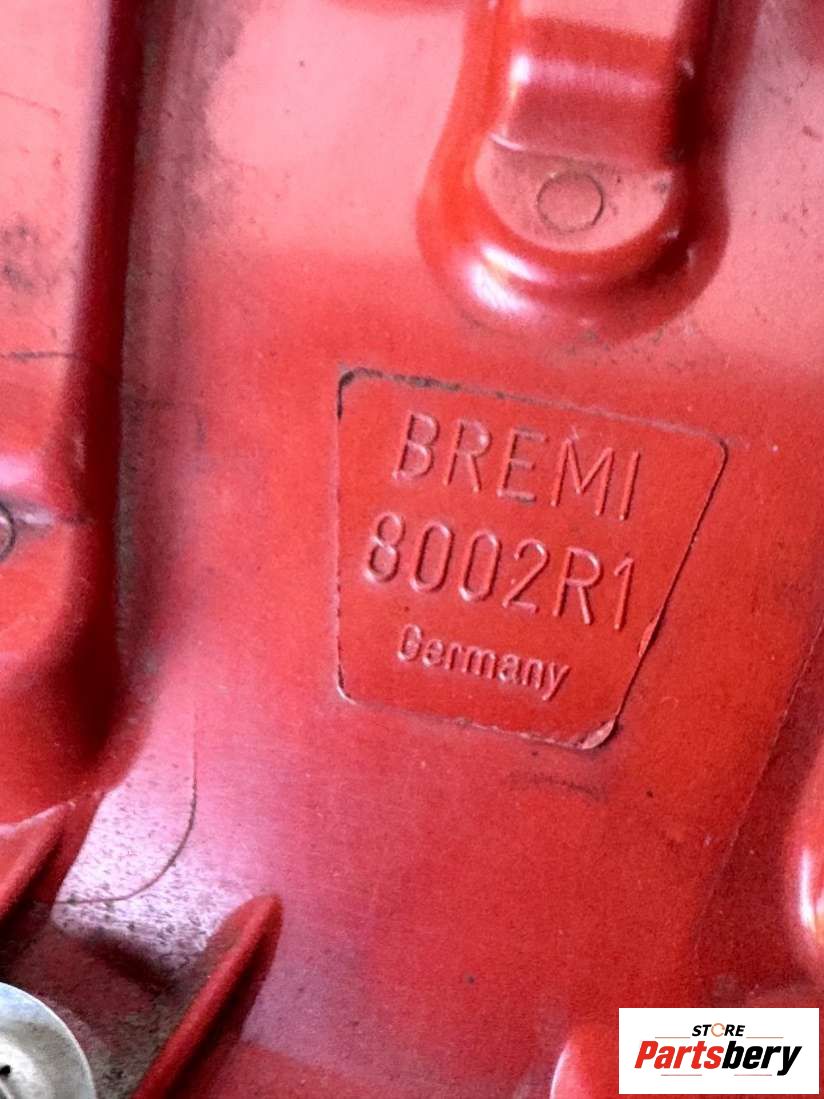 BREMI
8002R1
Germany
STORE
Partsbery